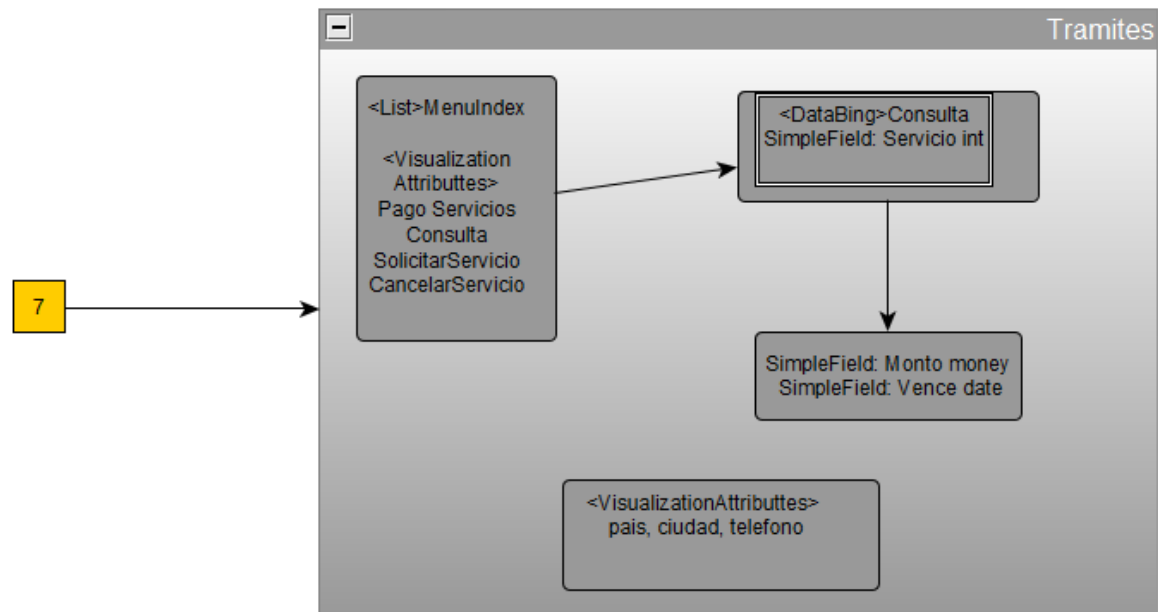 Tramites
<List>MenuIndex
<Visualization
Attributtes>
Pago Servicios
Consulta
SolicitarServicio
CancelarServicio
<DataBing>Consulta
SimpleField: Servicio int
7
SimpleField: Monto money
SimpleField: Vence date
<VisualizationAttributtes>
pais, ciudad, telefono